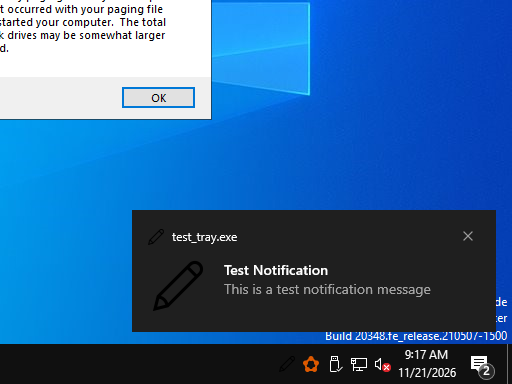 t occurred with your paging file
started your computer. The total
k drives may be somewhat larger
d.
OK
test_tray.exe
Test Notification
This is a test notification message
de
ter
Build 20348.fe_release.210507-1500
9:17 AM
11/21/2026
2